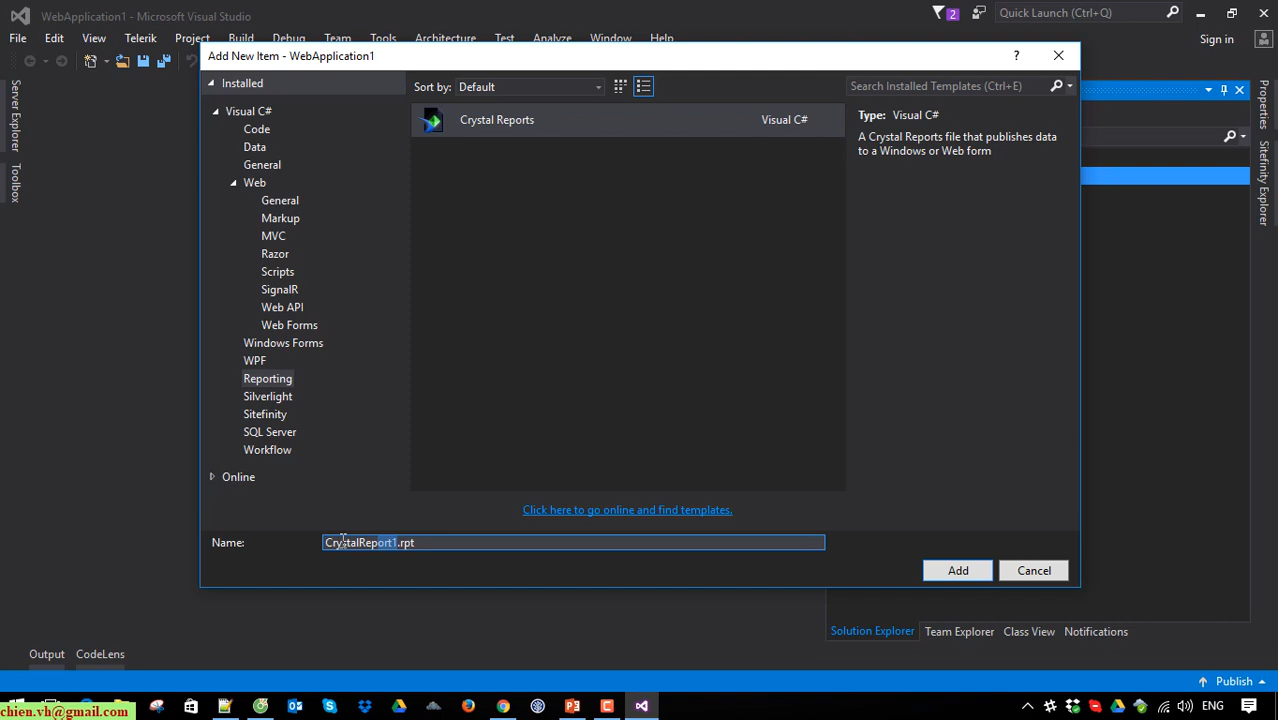 WebApplication1 - Microsoft Visual Studio
2
Quick Launch (Ctrl+Q)
File Edit View Telerik Project Build Debug Team Tools Architecture Test Analyze Window Help
Sign in
Add New Item - WebApplication1
?
Installed
Sort by: Default
Search Installed Templates (Ctrl+E)
Visual C#
Code
Data
General
Web
General
Markup
MVC
Razor
Scripts
SignalR
Web API
Web Forms
Windows Forms
WPF
Reporting
Silverlight
Sitefinity
SQL Server
Workflow
Online
Crystal Reports Visual C#
Type: Visual C#
A Crystal Reports file that publishes data
to a Windows or Web form
Click here to go online and find templates.
Name: CrystalReport1.rpt
Add Cancel
Server Explorer
Toolbox
Properties
Sitefinity Explorer
Solution Explorer Team Explorer Class View Notifications
Output CodeLens
Publish
chien.vh@gmail.com
ENG